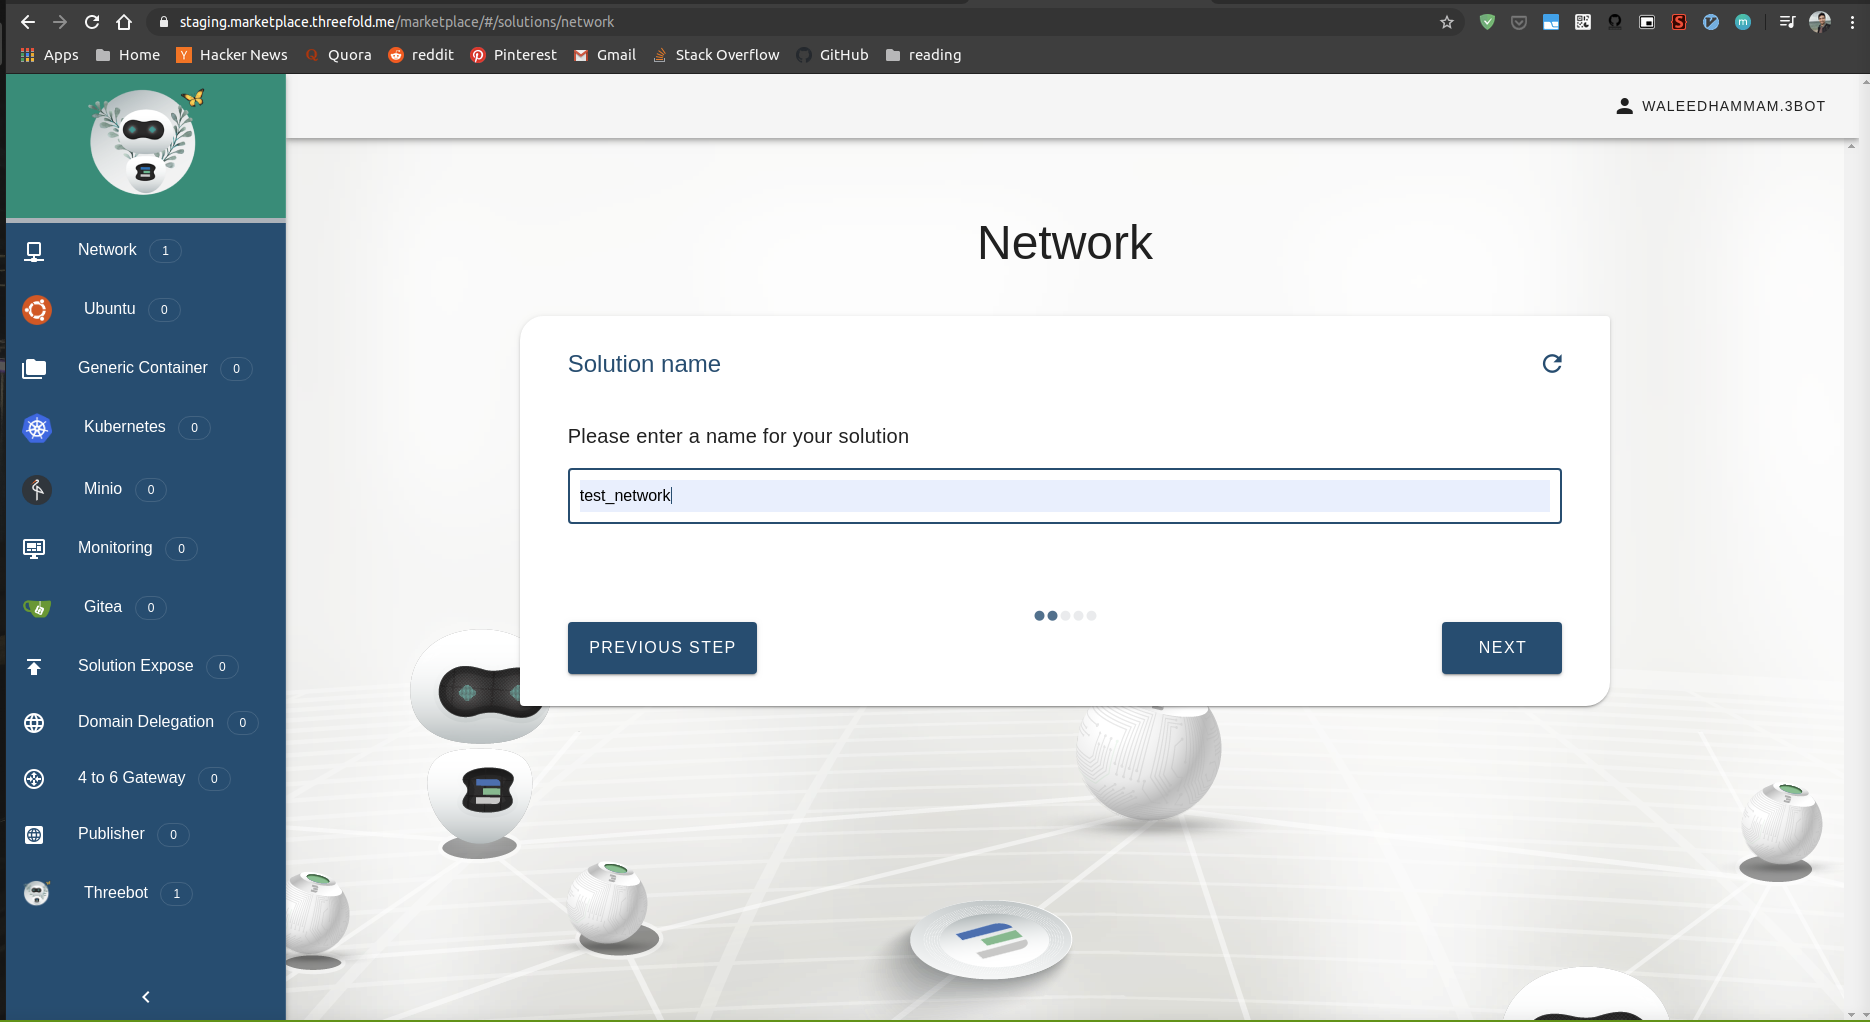 staging.marketplace.threefold.me/marketplace/#/solutions/network
Apps Home Hacker News Quora reddit Pinterest Gmail Stack Overflow GitHub reading
WALEEDHAMMAM.3BOT
Network 1
Ubuntu 0
Generic Container 0
Kubernetes 0
Minio 0
Monitoring 0
Gitea 0
Solution Expose 0
Domain Delegation 0
4 to 6 Gateway 0
Publisher 0
Threebot 1
Network
Solution name
Please enter a name for your solution
test_network
PREVIOUS STEP
NEXT